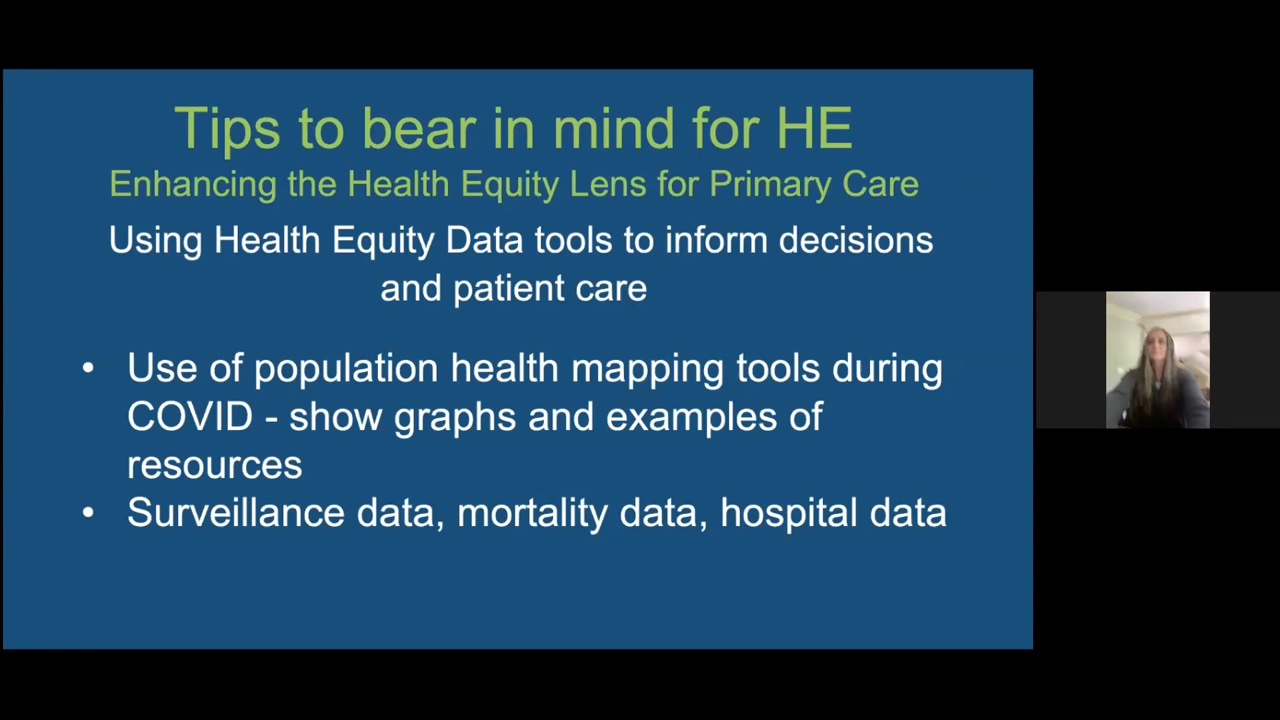 Tips to bear in mind for HE
Enhancing the Health Equity Lens for Primary Care
Using Health Equity Data tools to inform decisions
and patient care
• Use of population health mapping tools during
COVID - show graphs and examples of
resources
• Surveillance data, mortality data, hospital data